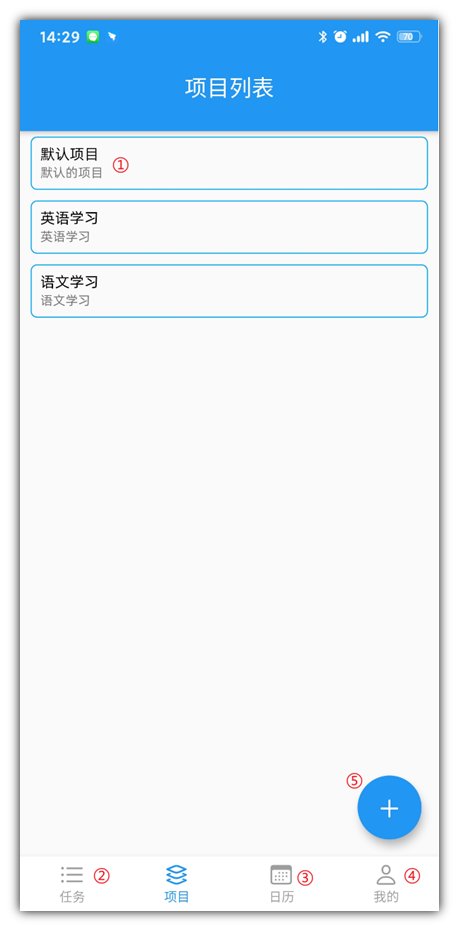 14:29 70
项目列表
默认项目
默认的项目 ①
英语学习
英语学习
语文学习
语文学习
⑤
② ③ ④
任务 项目 日历 我的